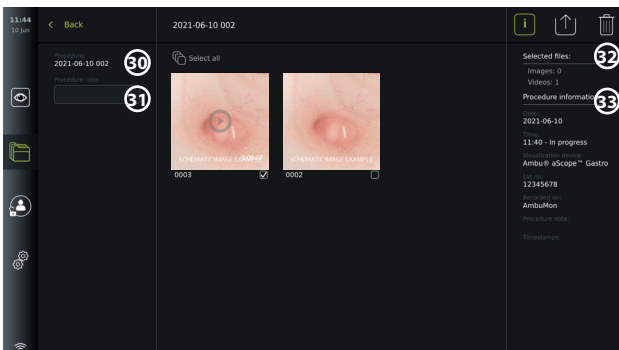 11:44
10 Jun
Back
2021-06-10 002
Procedure:
2021-06-10 002
30
Procedure note:
31
Select all
SCHEMATIC IMAGE EXAMPLE
0003
SCHEMATIC IMAGE EXAMPLE
0002
i
Selected files:
32
Images: 0
Videos: 1
Procedure information
33
Date:
2021-06-10
Time:
11:40 - In progress
Visualization device:
Ambu® aScope™ Gastro
Lot no.:
12345678
Recorded on:
AmbuMon
Procedure note:
Timestamps: